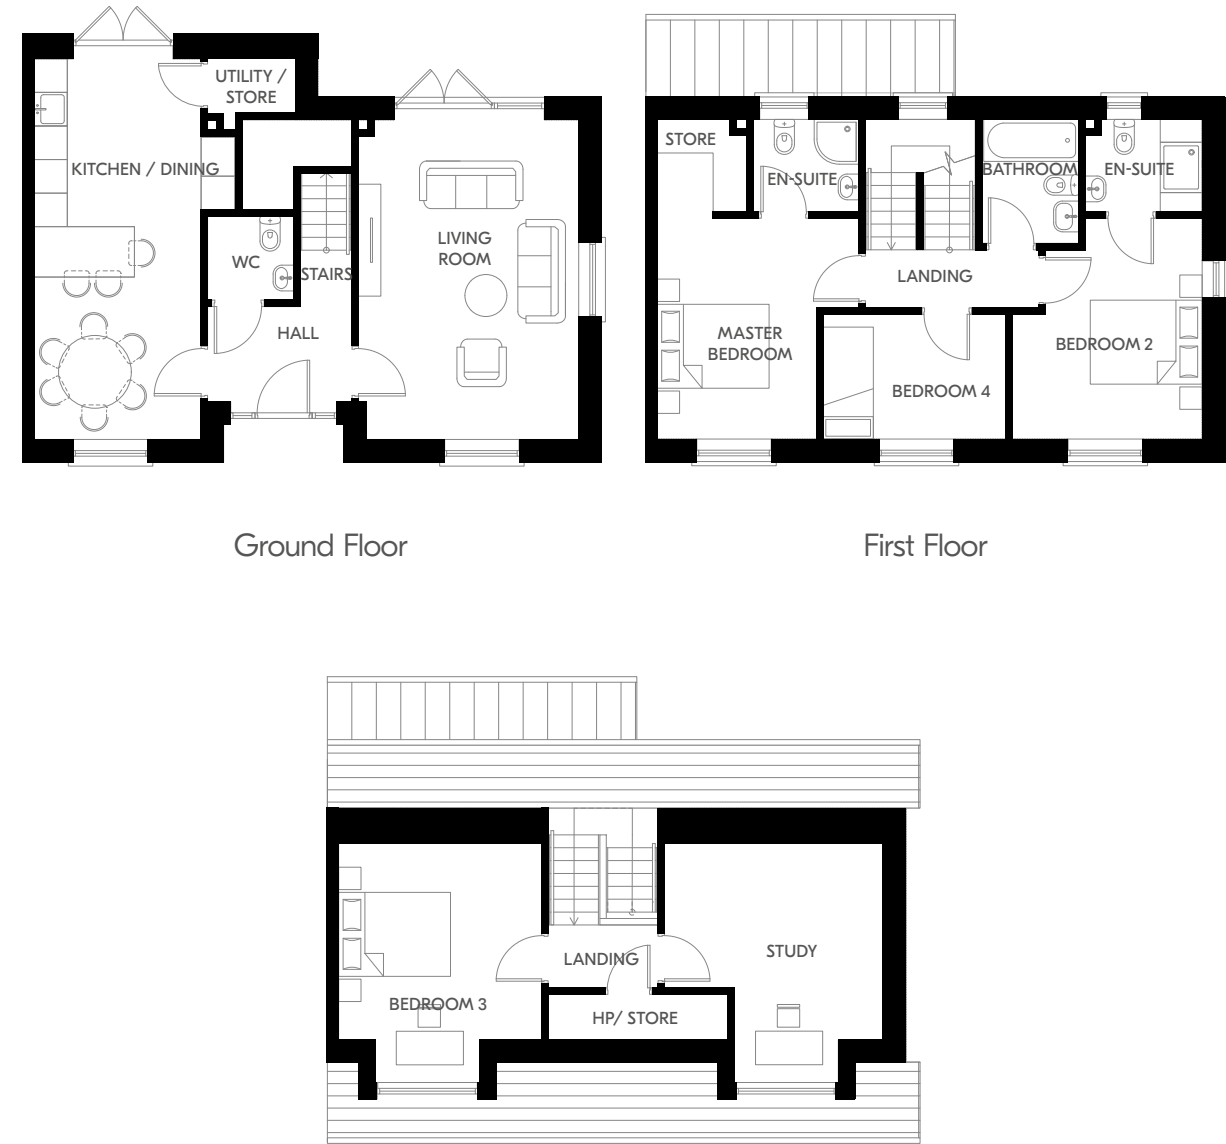 UTILITY /
STORE
KITCHEN / DINING
WC
STAIRS
LIVING
ROOM
HALL
Ground Floor
STORE
EN-SUITE
BATHROOM
EN-SUITE
LANDING
MASTER
BEDROOM
BEDROOM 4
BEDROOM 2
First Floor
LANDING
STUDY
BEDROOM 3
HP/ STORE